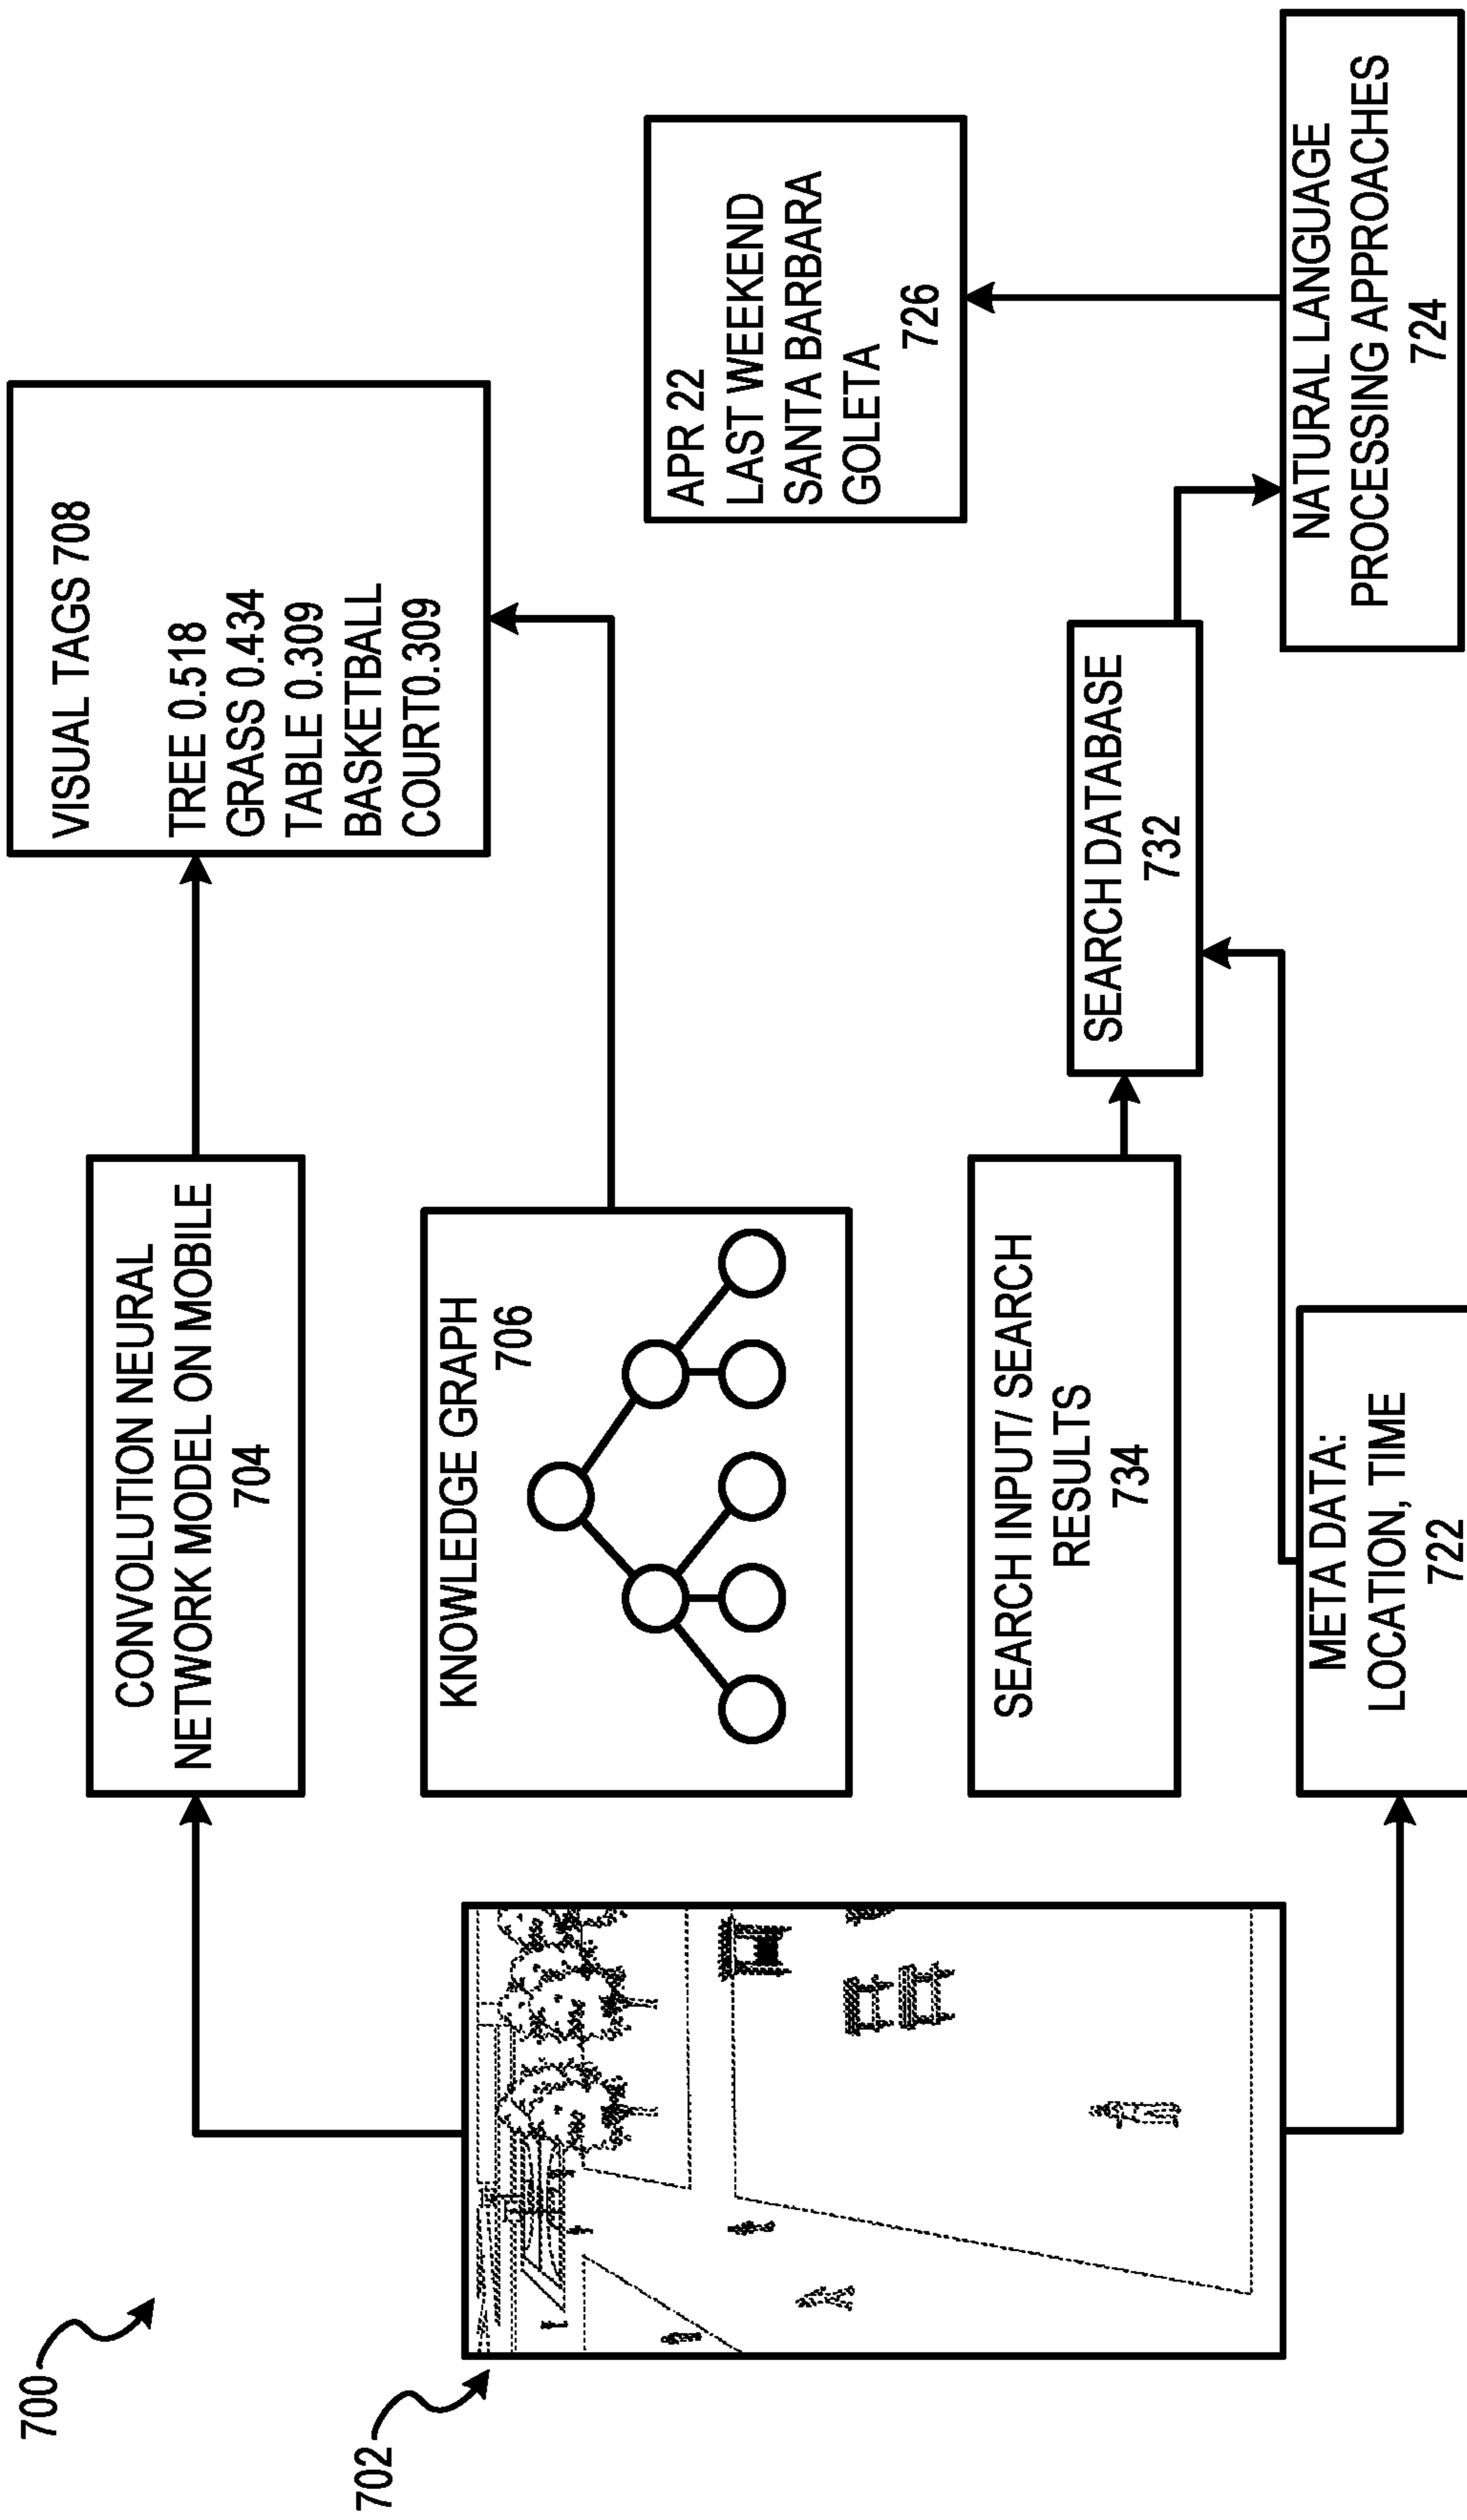 700
702
CONVOLUTION NEURAL
NETWORK MODEL ON MOBILE
704
VISUAL TAGS 708
TREE 0.518
GRASS 0.434
TABLE 0.309
BASKETBALL
COURT0.309
KNOWLEDGE GRAPH
706
APR 22
LAST WEEKEND
SANTA BARBARA
GOLETA
726
SEARCH INPUT/ SEARCH
RESULTS
734
SEARCH DATABASE
732
META DATA:
LOCATION, TIME
722
NATURAL LANGUAGE
PROCESSING APPROACHES
724